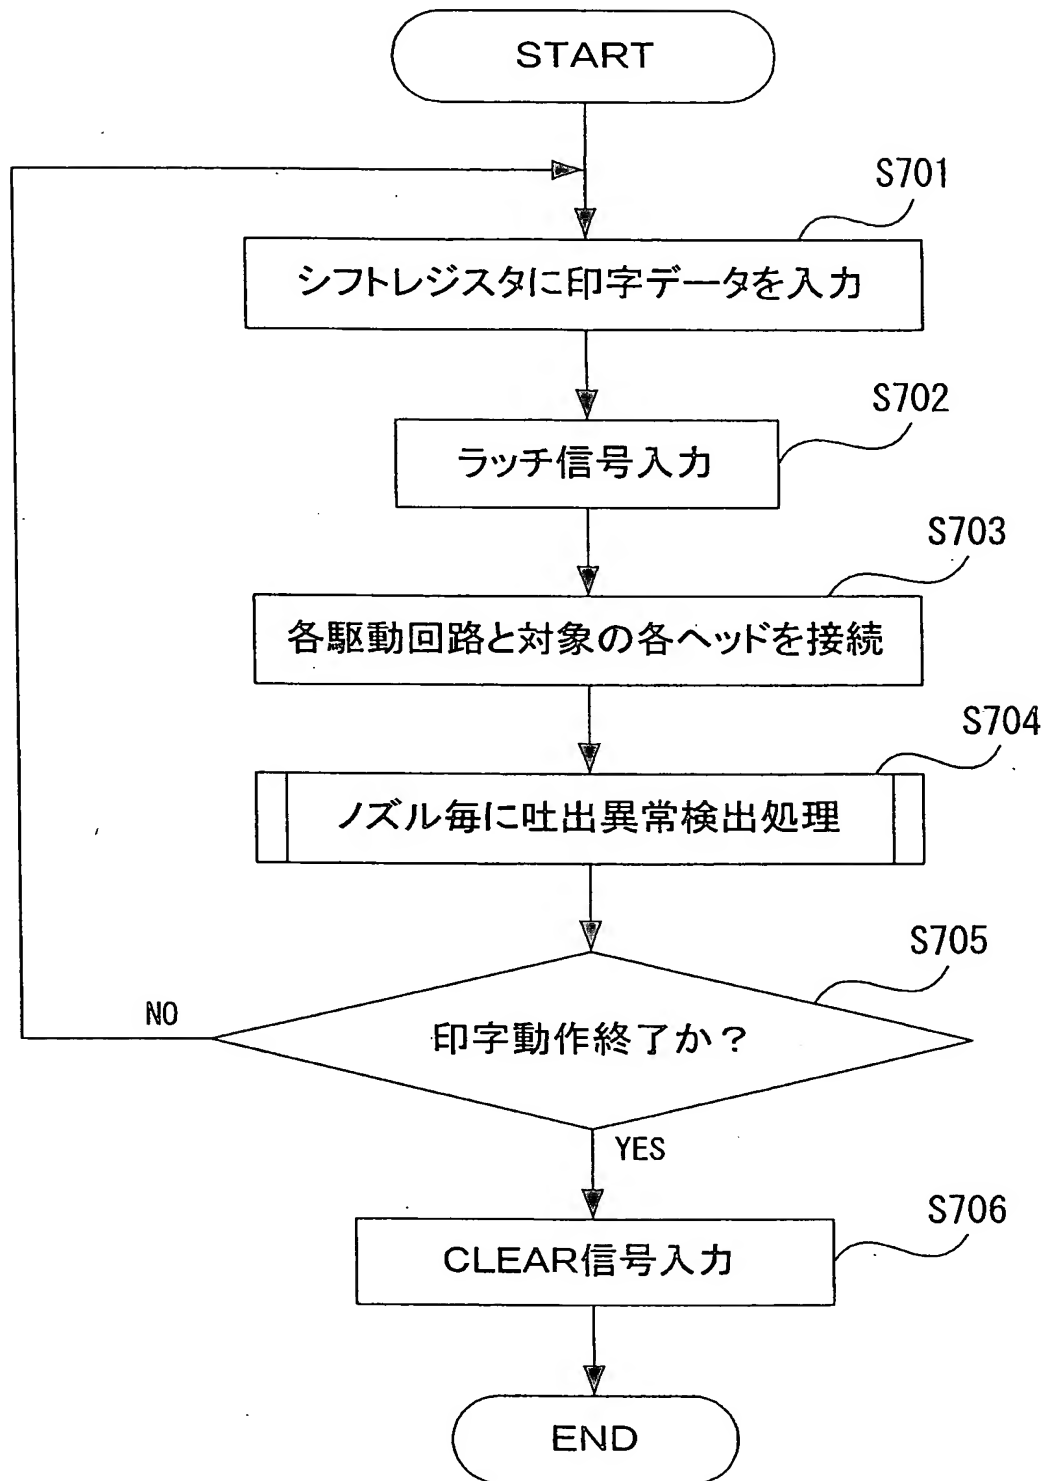 START
S701
シフトレジスタに印字データを入力
S702
ラッチ信号入力
S703
各駆動回路と対象の各ヘッドを接続
S704
ノズル毎に吐出異常検出処理
S705
NO
印字動作終了か？
YES
S706
CLEAR信号入力
END